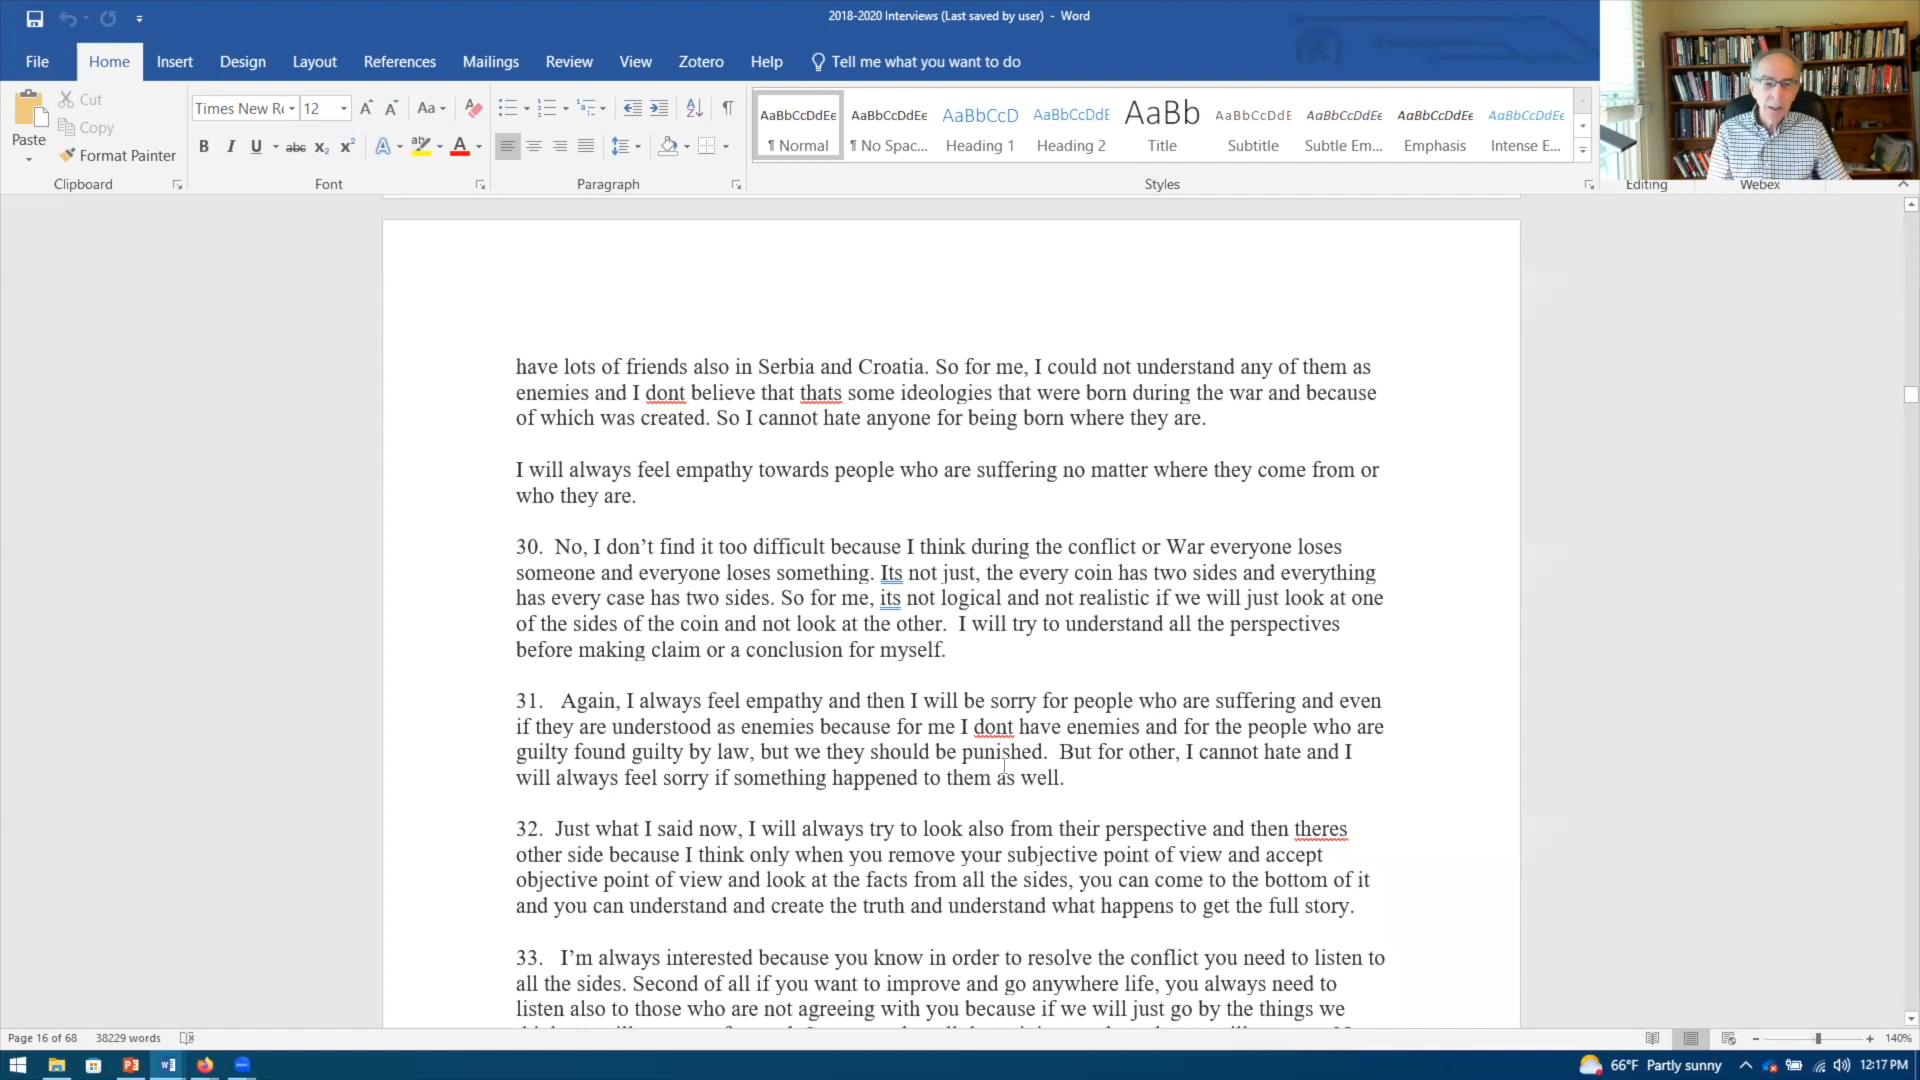 2018-2020 Interviews (Last saved by user) - Word
File Home Insert Design Layout References Mailings Review View Zotero Help Tell me what you want to do
Paste
Cut
Copy
Format Painter
Clipboard
Times New Ro 12
Aa
B I U abc x₂ x²
A
Font
Paragraph
AaBbCcDdEe AaBbCcDdEe AaBbCcD AaBbCcDdE AaBb AaBbCcDdE AaBbCcDdEe AaBbCcDdEe AaBbCcDdEe
¶ Normal ¶ No Spac... Heading 1 Heading 2 Title Subtitle Subtle Em... Emphasis Intense E...
Styles
Editing
Webex
have lots of friends also in Serbia and Croatia. So for me, I could not understand any of them as
enemies and I dont believe that thats some ideologies that were born during the war and because
of which was created. So I cannot hate anyone for being born where they are.
I will always feel empathy towards people who are suffering no matter where they come from or
who they are.
30. No, I don’t find it too difficult because I think during the conflict or War everyone loses
someone and everyone loses something. Its not just, the every coin has two sides and everything
has every case has two sides. So for me, its not logical and not realistic if we will just look at one
of the sides of the coin and not look at the other. I will try to understand all the perspectives
before making claim or a conclusion for myself.
31. Again, I always feel empathy and then I will be sorry for people who are suffering and even
if they are understood as enemies because for me I dont have enemies and for the people who are
guilty found guilty by law, but we they should be punished. But for other, I cannot hate and I
will always feel sorry if something happened to them as well.
32. Just what I said now, I will always try to look also from their perspective and then theres
other side because I think only when you remove your subjective point of view and accept
objective point of view and look at the facts from all the sides, you can come to the bottom of it
and you can understand and create the truth and understand what happens to get the full story.
33. I’m always interested because you know in order to resolve the conflict you need to listen to
all the sides. Second of all if you want to improve and go anywhere life, you always need to
listen also to those who are not agreeing with you because if we will just go by the things we
Page 16 of 68 38229 words 140%
66°F Partly sunny 12:17 PM